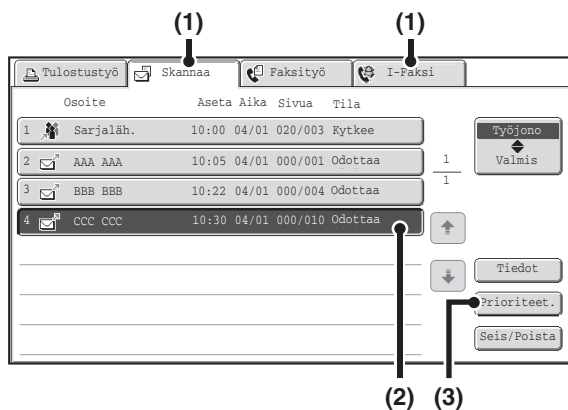 (1) (1)
Tulostustyö Skannaa Faksityö I-Faksi
Osoite Aseta Aika Sivua Tila
1 Sarjaläh. 10:00 04/01 020/003 Kytkee
2 AAA AAA 10:05 04/01 000/001 Odottaa
3 BBB BBB 10:22 04/01 000/004 Odottaa
4 CCC CCC 10:30 04/01 000/010 Odottaa
Työjono
Valmis
1
1
Tiedot
Prioriteet.
Seis/Poista
(2) (3)